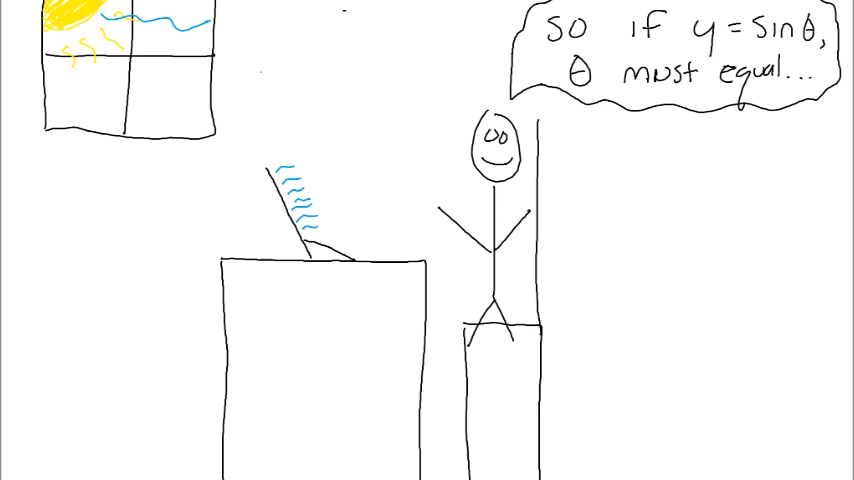 So if y = sin θ,
θ must equal...